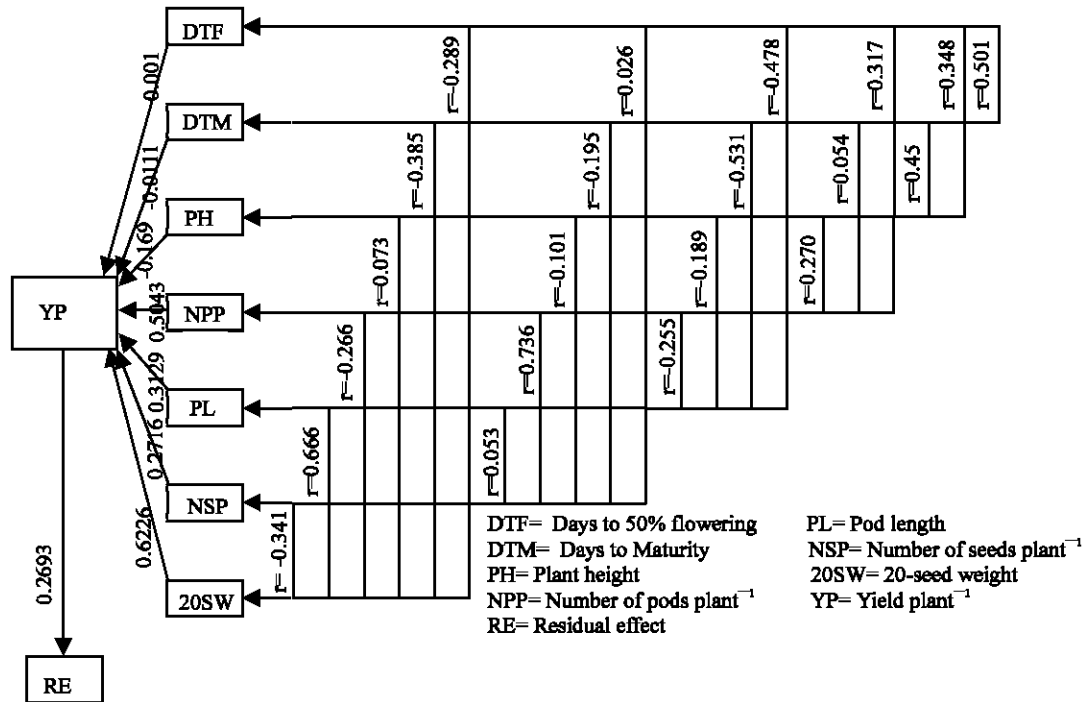 DTF
DTM
PH
NPP
PL
NSP
20SW
YP
RE
0.001
-0.0111
-0.169
0.5043
0.3129
0.2716
0.6226
0.2693
r=-0.289
r=0.026
r=-0.478
r=0.317
r=0.348
r=0.501
r=-0.385
r=-0.195
r=-0.531
r=0.054
r=0.45
r=0.073
r=-0.101
r=-0.189
r=0.270
r=-0.266
r=0.736
r=-0.255
r=0.666
r=0.053
r= -0.341
DTF= Days to 50% flowering
DTM= Days to Maturity
PH= Plant height
NPP= Number of pods plant⁻¹
RE= Residual effect
PL= Pod length
NSP= Number of seeds plant⁻¹
20SW= 20-seed weight
YP= Yield plant⁻¹